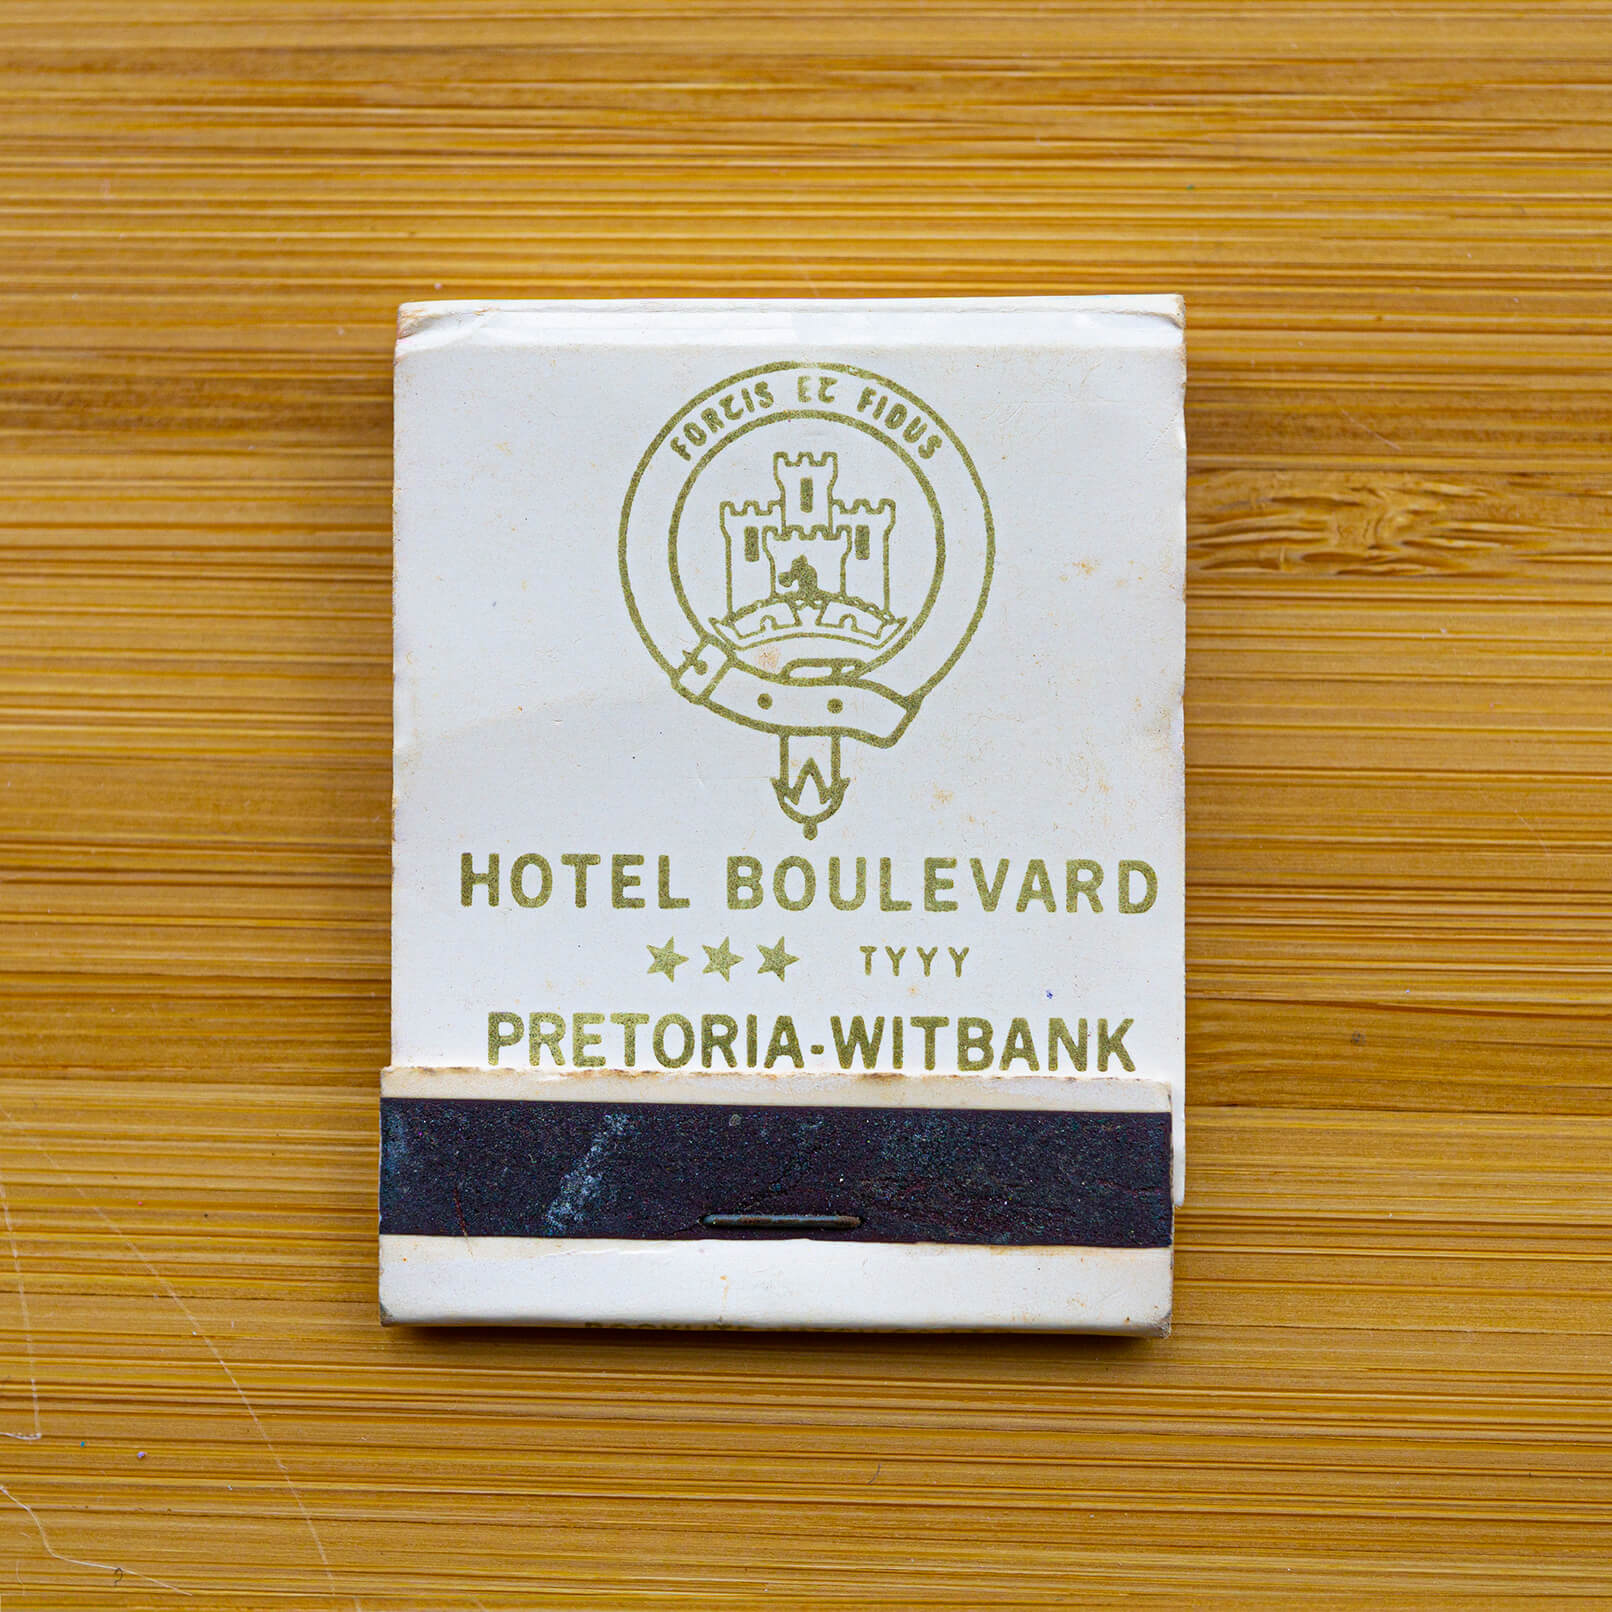 FORTIS ET FIDUS
HOTEL BOULEVARD
★★★ TYYY
PRETORIA-WITBANK